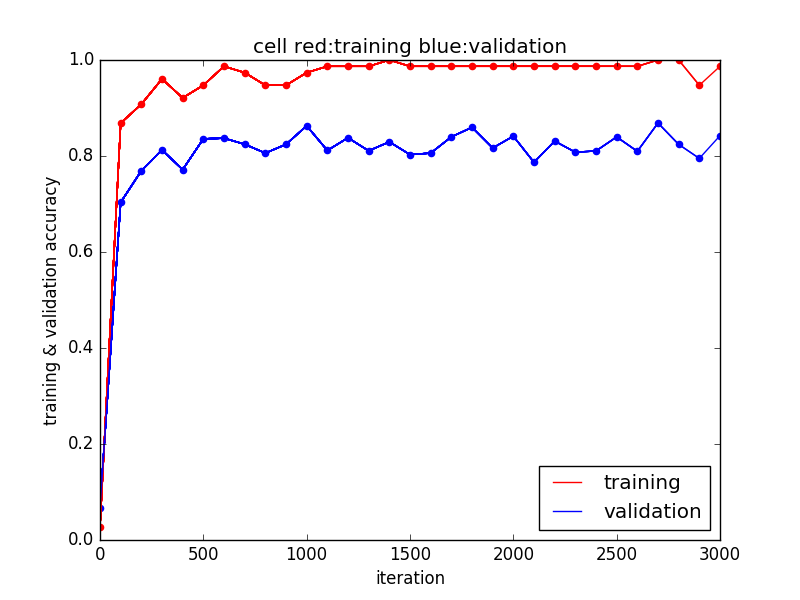 cell red:training blue:validation
1.0
0.8
0.6
0.4
0.2
0.0
training & validation accuracy
0 500 1000 1500 2000 2500 3000
iteration
training
validation